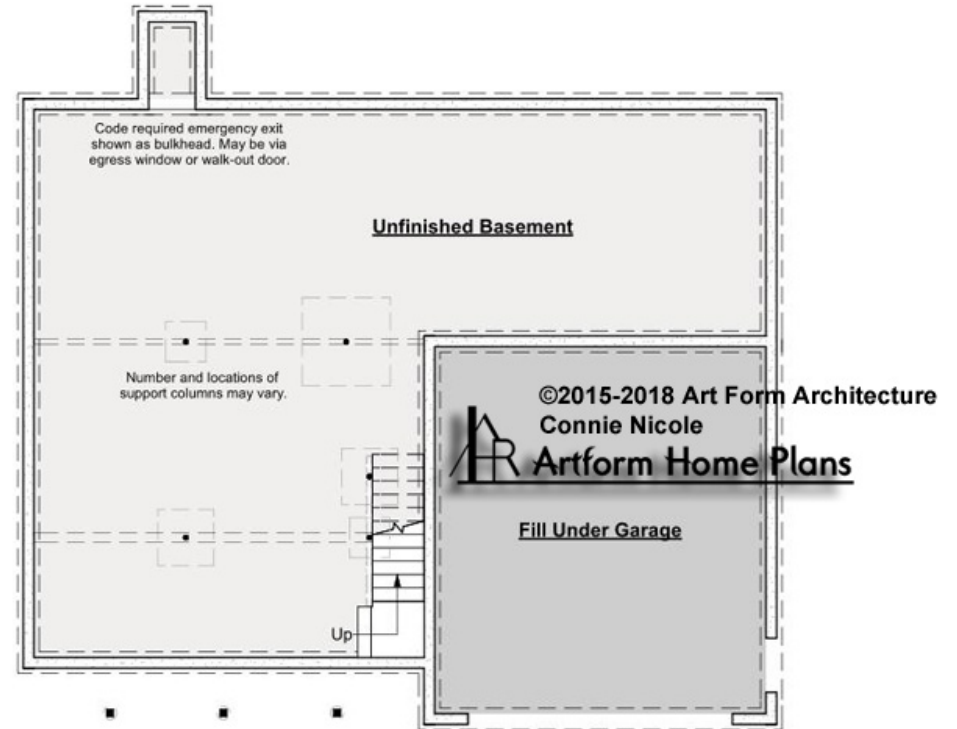 Code required emergency exit
shown as bulkhead. May be via
egress window or walk-out door.
Unfinished Basement
Number and locations of
support columns may vary.
©2015-2018 Art Form Architecture
Connie Nicole
AR Artform Home Plans
Fill Under Garage
Up